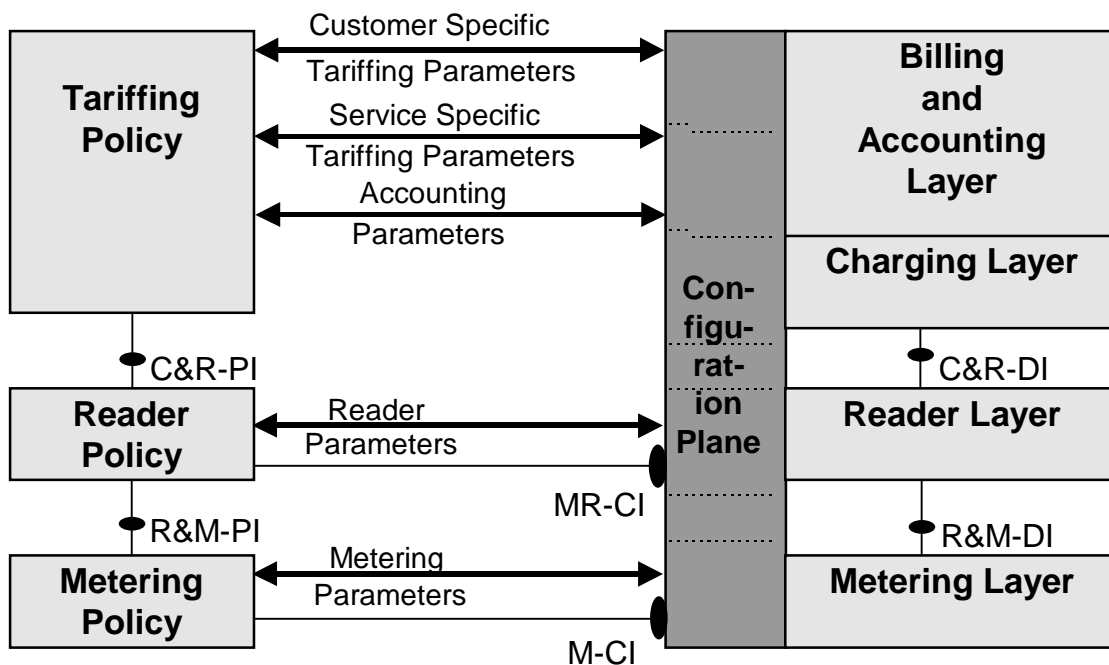 Customer Specific
Tariffing Parameters
Tariffing
Policy
Service Specific
Tariffing Parameters
Accounting
Parameters
Billing
and
Accounting
Layer
Charging Layer
Con-
figu-
rat-
ion
Plane
C&R-PI
C&R-DI
Reader
Policy
Reader
Parameters
MR-CI
Reader Layer
R&M-PI
R&M-DI
Metering
Policy
Metering
Parameters
M-CI
Metering Layer